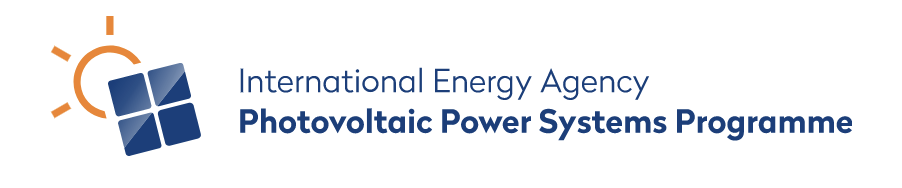 International Energy Agency
Photovoltaic Power Systems Programme